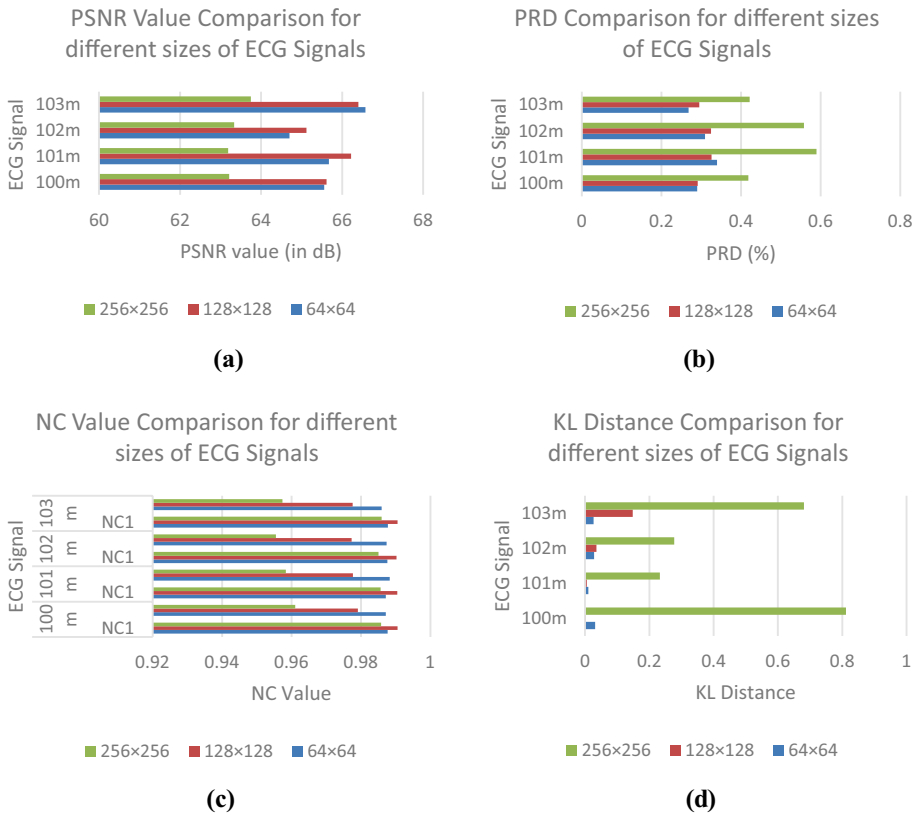 PSNR Value Comparison for
different sizes of ECG Signals
ECG Signal
103m
102m
101m
100m
60 62 64 66 68
PSNR value (in dB)
256×256 128×128 64×64
(a)
PRD Comparison for different sizes
of ECG Signals
ECG Signal
103m
102m
101m
100m
0 0.2 0.4 0.6 0.8
PRD (%)
256×256 128×128 64×64
(b)
NC Value Comparison for different
sizes of ECG Signals
ECG Signal
103
m
NC1
102
m
NC1
101
m
NC1
100
m
NC1
0.92 0.94 0.96 0.98 1
NC Value
256×256 128×128 64×64
(c)
KL Distance Comparison for
different sizes of ECG Signals
ECG Signal
103m
102m
101m
100m
0 0.2 0.4 0.6 0.8 1
KL Distance
256×256 128×128 64×64
(d)